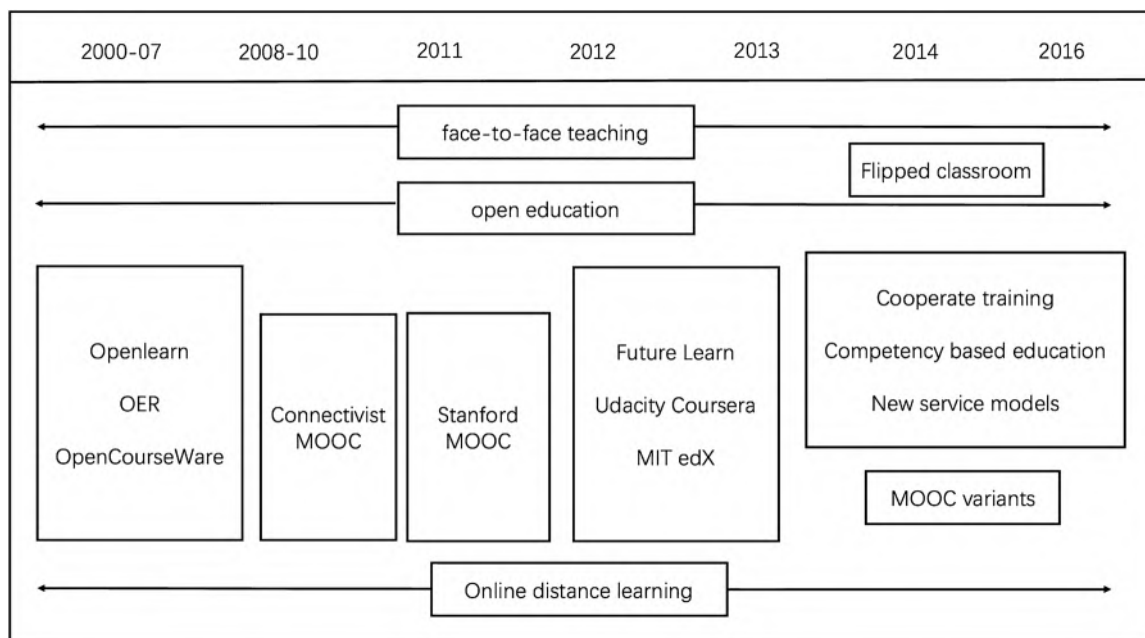 2000-07 2008-10 2011 2012 2013 2014 2016
face-to-face teaching
Flipped classroom
open education
Openlearn
OER
OpenCourseWare
Connectivist
MOOC
Stanford
MOOC
Future Learn
Udacity Coursera
MIT edX
Cooperate training
Competency based education
New service models
MOOC variants
Online distance learning